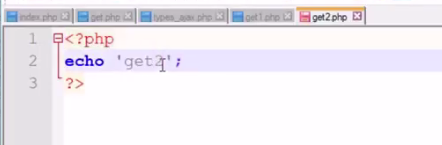 index.php get.php types_ajax.php get1.php get2.php
1 <?php
2 echo 'get2';
3 ?>